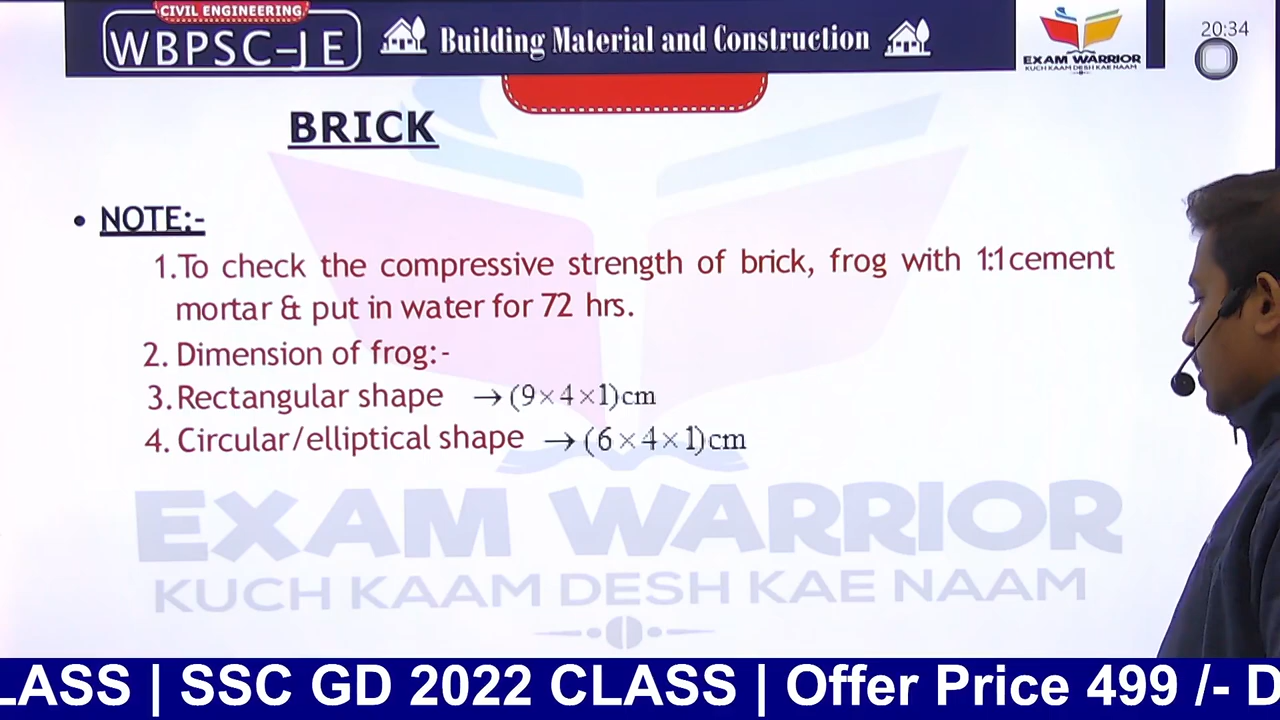 CIVIL ENGINEERING
WBPSC-JE
Building Material and Construction
EXAM WARRIOR
KUCH KAAM DESH KAE NAAM
20:34
BRICK
• NOTE:-
1.To check the compressive strength of brick, frog with 1:1 cement
mortar & put in water for 72 hrs.
2. Dimension of frog:-
3. Rectangular shape → (9×4×1)cm
4. Circular/elliptical shape → (6×4×1)cm
EXAM WARRIOR
KUCH KAAM DESH KAE NAAM
LASS | SSC GD 2022 CLASS | Offer Price 499 /- D